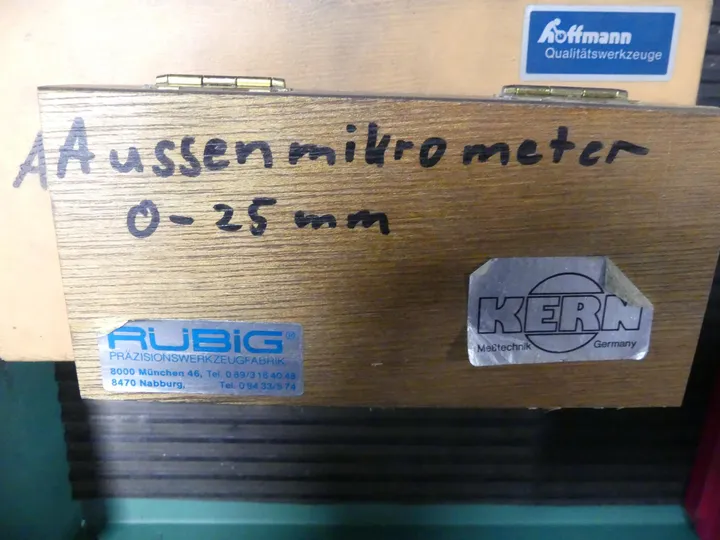 hoffmann
Qualitätswerkzeuge
A Aussenmikrometer
0-25 mm
RÜBiG®
PRÄZISIONSWERKZEUGFABRIK
8000 München 46, Tel. 0 89/3 16 40 48
8470 Nabburg, Tel. 0 94 33/5 74
KERN
Meßtechnik Germany